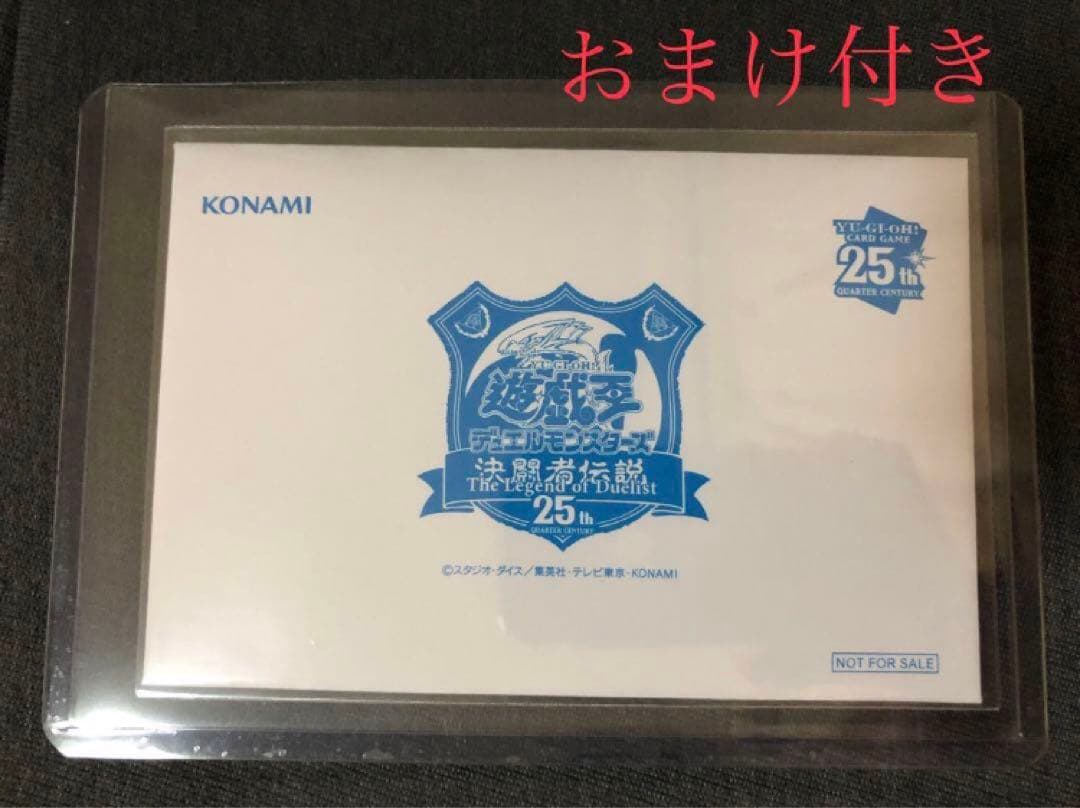 おまけ付き
KONAMI
YU-GI-OH!
CARD GAME
25th
QUARTER CENTURY
YU-GI-OH!
遊戯王
デュエルモンスターズ
決闘者伝説
The Legend of Duelist
25th
QUARTER CENTURY
©スタジオ・ダイス/集英社・テレビ東京・KONAMI
NOT FOR SALE